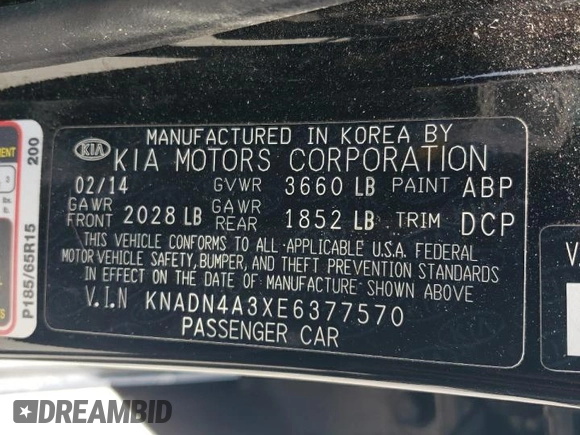 MANUFACTURED IN KOREA BY
KIA KIA MOTORS CORPORATION
02/14 GVWR 3660 LB PAINT ABP
GAWR FRONT 2028 LB GAWR REAR 1852 LB TRIM DCP
THIS VEHICLE CONFORMS TO ALL APPLICABLE U.S.A. FEDERAL
MOTOR VEHICLE SAFETY, BUMPER, AND THEFT PREVENTION STANDARDS
IN EFFECT ON THE DATE OF MANUFACTURE SHOWN ABOVE.
V.I.N KNADN4A3XE6377570
PASSENGER CAR
200
P185/65R15
V.
DREAMBID